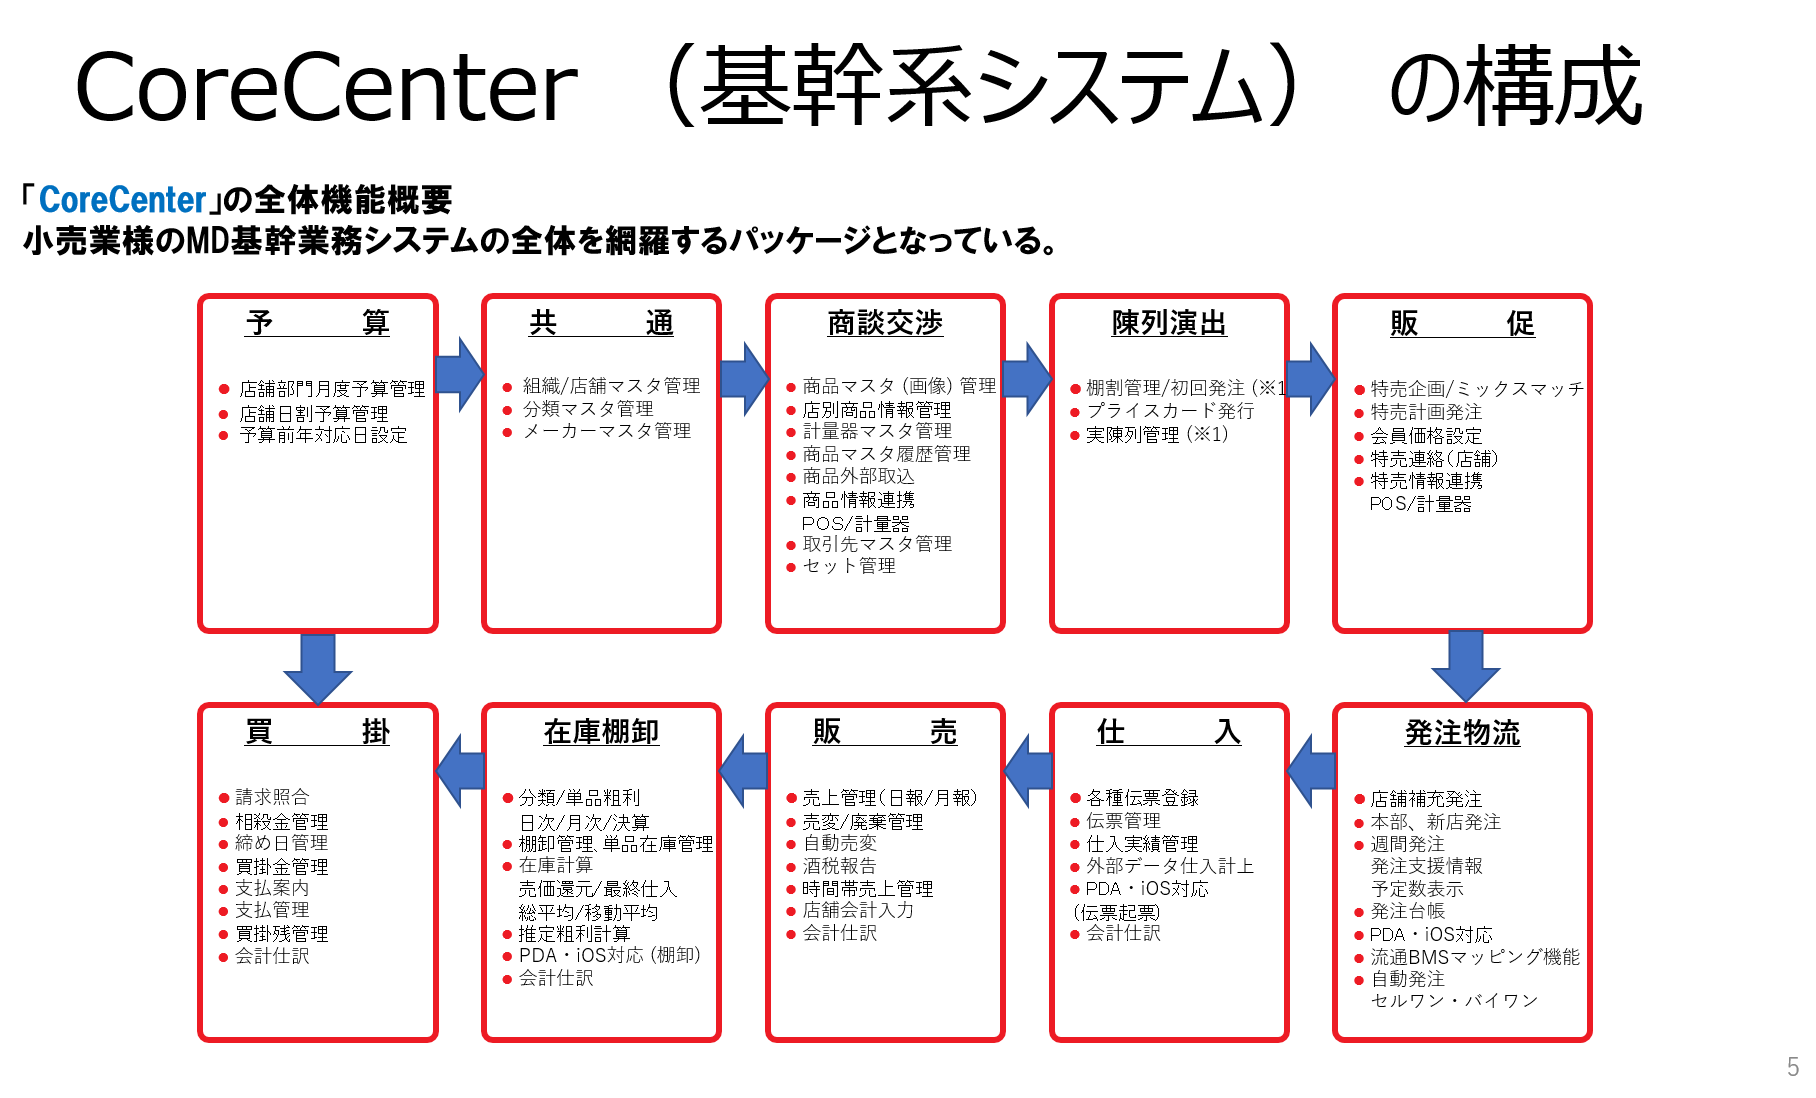 CoreCenter （基幹系システム） の構成
「CoreCenter」の全体機能概要
小売業様のMD基幹業務システムの全体を網羅するパッケージとなっている。
予　　　算
● 店舗部門月度予算管理
● 店舗日割予算管理
● 予算前年対応日設定
共　　　通
● 組織/店舗マスタ管理
● 分類マスタ管理
● メーカーマスタ管理
商談交渉
● 商品マスタ (画像) 管理
● 店別商品情報管理
● 計量器マスタ管理
● 商品マスタ履歴管理
● 商品外部取込
● 商品情報連携
POS/計量器
● 取引先マスタ管理
● セット管理
陳列演出
● 棚割管理/初回発注 (※1
● プライスカード発行
● 実陳列管理 (※1)
販　　　促
● 特売企画/ミックスマッチ
● 特売計画発注
● 会員価格設定
● 特売連絡(店舗)
● 特売情報連携
POS/計量器
買　　　掛
● 請求照合
● 相殺金管理
● 締め日管理
● 買掛金管理
● 支払案内
● 支払管理
● 買掛残管理
● 会計仕訳
在庫棚卸
● 分類/単品粗利
日次/月次/決算
● 棚卸管理、単品在庫管理
● 在庫計算
売価還元/最終仕入
総平均/移動平均
● 推定粗利計算
● PDA・iOS対応 (棚卸)
● 会計仕訳
販　　　売
● 売上管理(日報/月報)
● 売変/廃棄管理
● 自動売変
● 酒税報告
● 時間帯売上管理
● 店舗会計入力
● 会計仕訳
仕　　　入
● 各種伝票登録
● 伝票管理
● 仕入実績管理
● 外部データ仕入計上
● PDA・iOS対応
(伝票起票)
● 会計仕訳
発注物流
● 店舗補充発注
● 本部、新店発注
● 週間発注
発注支援情報
予定数表示
● 発注台帳
● PDA・iOS対応
● 流通BMSマッピング機能
● 自動発注
セルワン・バイワン
5